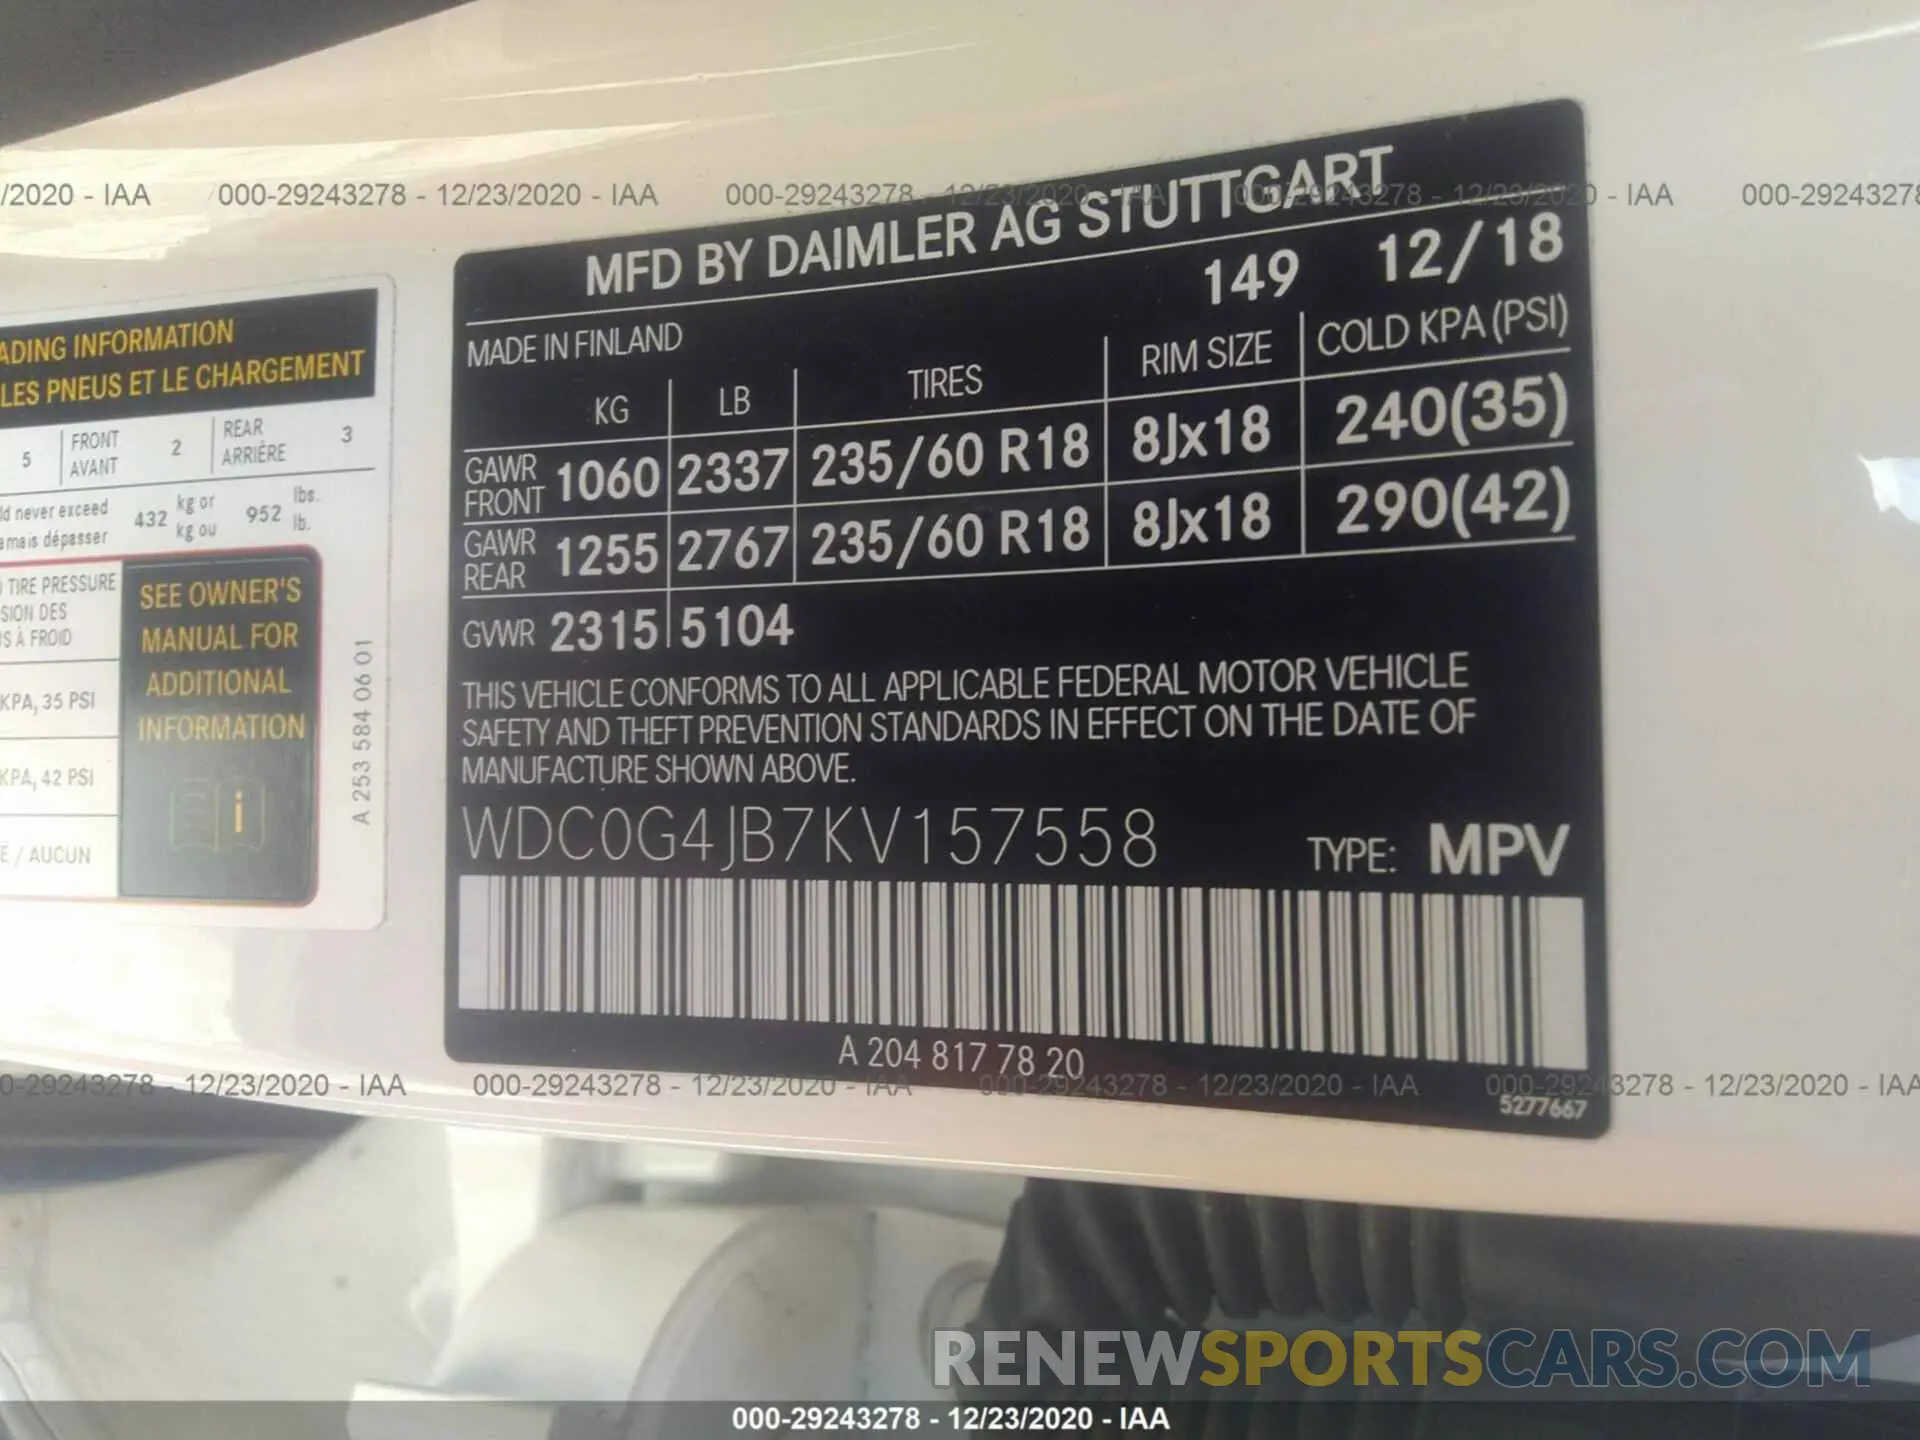 /2020 - IAA 000-29243278 - 12/23/2020 - IAA 000-29243278 - 12/23/2020 - IAA 000-29243278 - 12/23/2020 - IAA 000-29243278
MFD BY DAIMLER AG STUTTGART
149 12/18
MADE IN FINLAND
KG LB TIRES RIM SIZE COLD KPA (PSI)
GAWR FRONT 1060 2337 235/60 R18 8Jx18 240(35)
GAWR REAR 1255 2767 235/60 R18 8Jx18 290(42)
GVWR 2315 5104
THIS VEHICLE CONFORMS TO ALL APPLICABLE FEDERAL MOTOR VEHICLE
SAFETY AND THEFT PREVENTION STANDARDS IN EFFECT ON THE DATE OF
MANUFACTURE SHOWN ABOVE.
WDC0G4JB7KV157558 TYPE: MPV
A 204 817 78 20
5277667
ADING INFORMATION
LES PNEUS ET LE CHARGEMENT
5 FRONT AVANT 2 REAR ARRIÈRE 3
ld never exceed
amais dépasser
432 kg or kg ou 952 lbs. lb.
TIRE PRESSURE
SION DES
S À FROID
KPA, 35 PSI
KPA, 42 PSI
E / AUCUN
SEE OWNER'S
MANUAL FOR
ADDITIONAL
INFORMATION
i
A 253 584 06 01
0-29243278 - 12/23/2020 - IAA 000-29243278 - 12/23/2020 - IAA 000-29243278 - 12/23/2020 - IAA 000-29243278 - 12/23/2020 - IAA
RENEWSPORTSCARS.COM
000-29243278 - 12/23/2020 - IAA